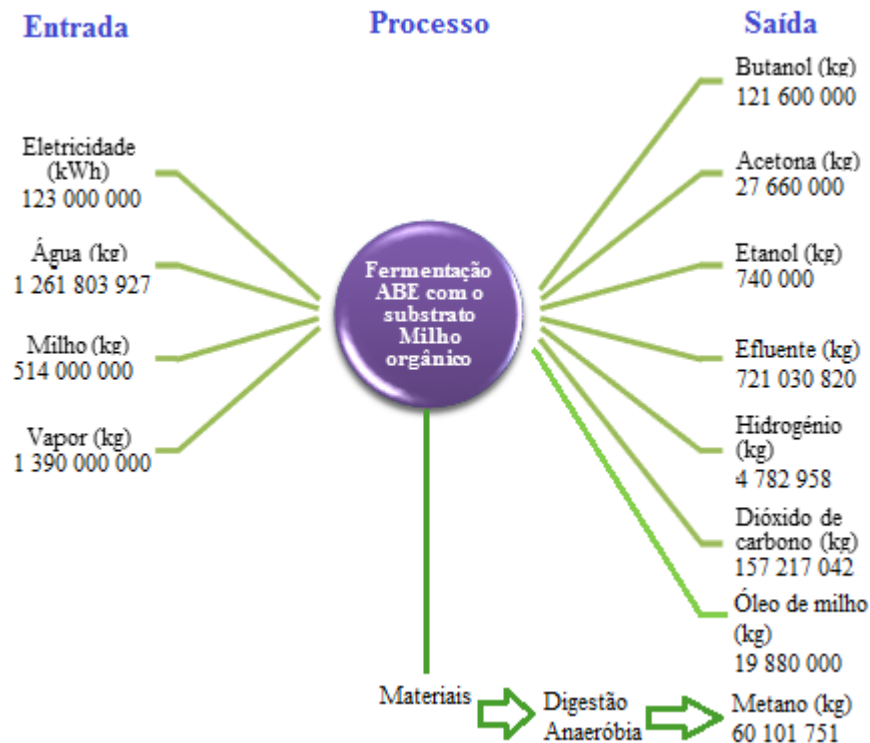 Entrada
Processo
Saída
Eletricidade
(kWh)
123 000 000
Água (kg)
1 261 803 927
Milho (kg)
514 000 000
Vapor (kg)
1 390 000 000
Fermentação
ABE com o
substrato
Milho
orgânico
Butanol (kg)
121 600 000
Acetona (kg)
27 660 000
Etanol (kg)
740 000
Efluente (kg)
721 030 820
Hidrogénio
(kg)
4 782 958
Dióxido de
carbono (kg)
157 217 042
Óleo de milho
(kg)
19 880 000
Materiais
Digestão
Anaeróbia
Metano (kg)
60 101 751